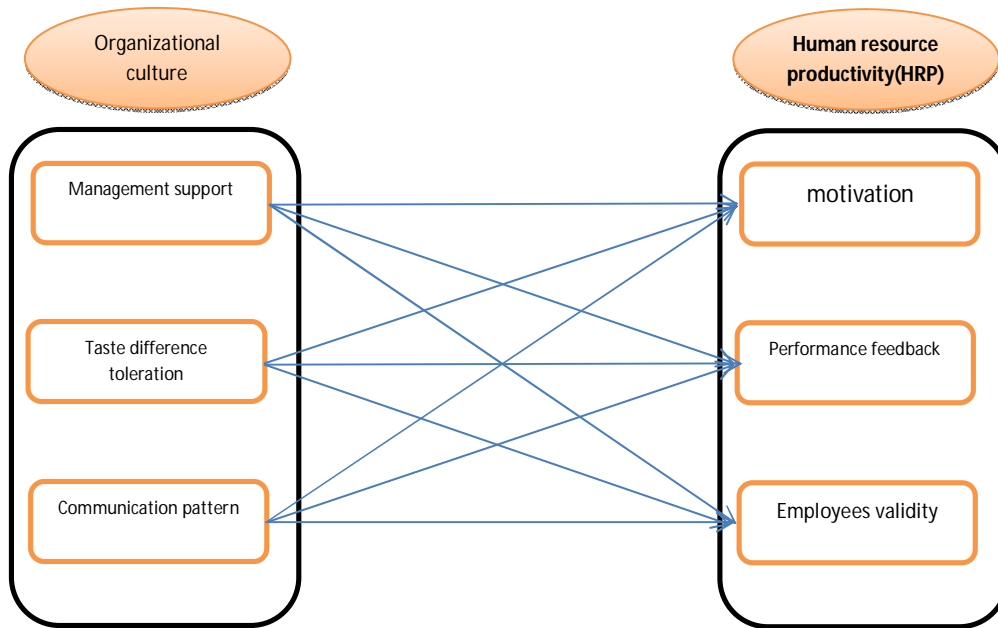 Organizational
culture
Human resource
productivity(HRP)
Management support
motivation
Taste difference
toleration
Performance feedback
Communication pattern
Employees validity